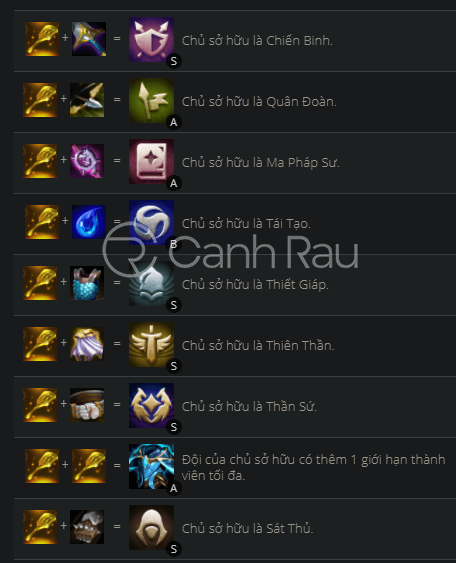 + = S Chủ sở hữu là Chiến Binh.
+ = A Chủ sở hữu là Quân Đoàn.
+ = A Chủ sở hữu là Ma Pháp Sư.
+ = B Chủ sở hữu là Tái Tạo.
Canh Rau
+ = S Chủ sở hữu là Thiết Giáp.
+ = S Chủ sở hữu là Thiên Thần.
+ = S Chủ sở hữu là Thần Sứ.
+ = A Đội của chủ sở hữu có thêm 1 giới hạn thành
viên tối đa.
+ = S Chủ sở hữu là Sát Thủ.